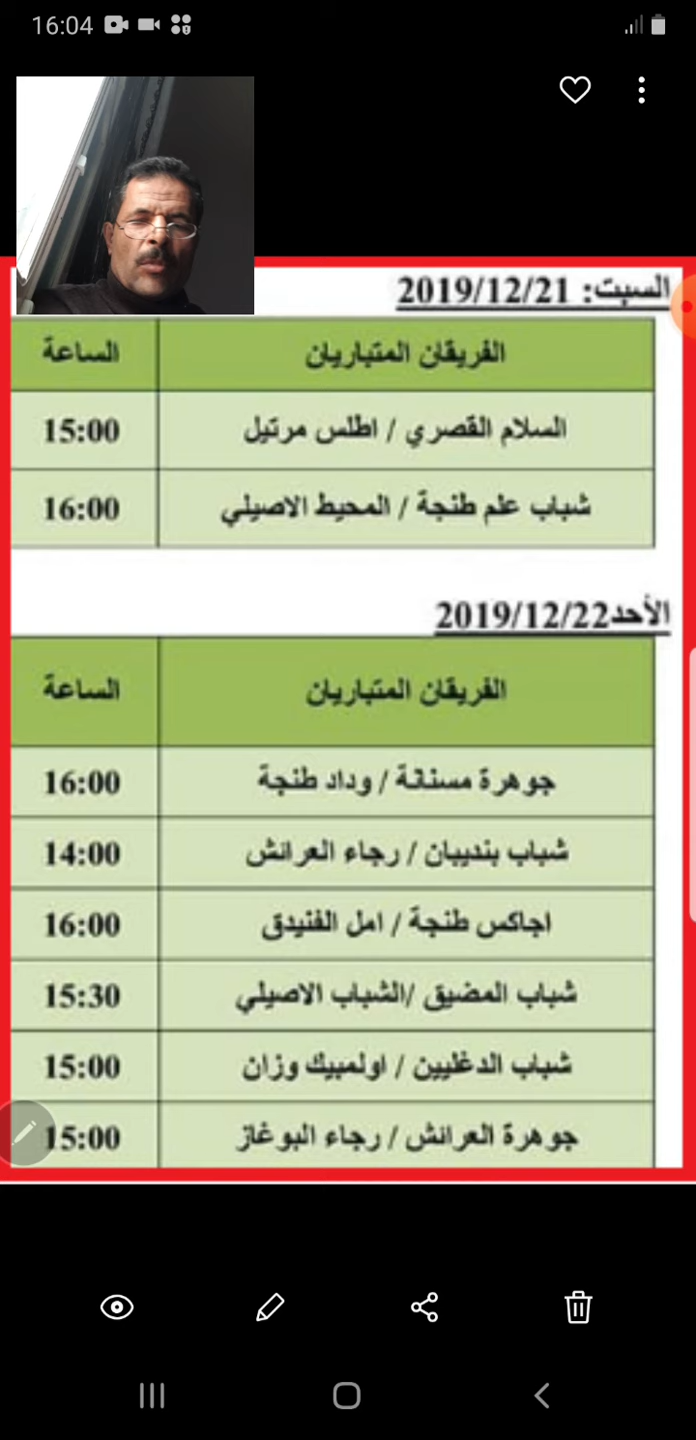 16:04
السبت: 2019/12/21
الفريقان المتباريان الساعة
السلام القصري / اطلس مرتيل 15:00
شباب علم طنجة / المحيط الاصيلي 16:00
الأحد2019/12/22
الفريقان المتباريان الساعة
جوهرة مسنانة / وداد طنجة 16:00
شباب بنديبان / رجاء العرائش 14:00
اجاكس طنجة / امل الفنيدق 16:00
شباب المضيق /الشباب الاصيلي 15:30
شباب الدغليين / اولمبيك وزان 15:00
جوهرة العرائش / رجاء البوغاز 15:00